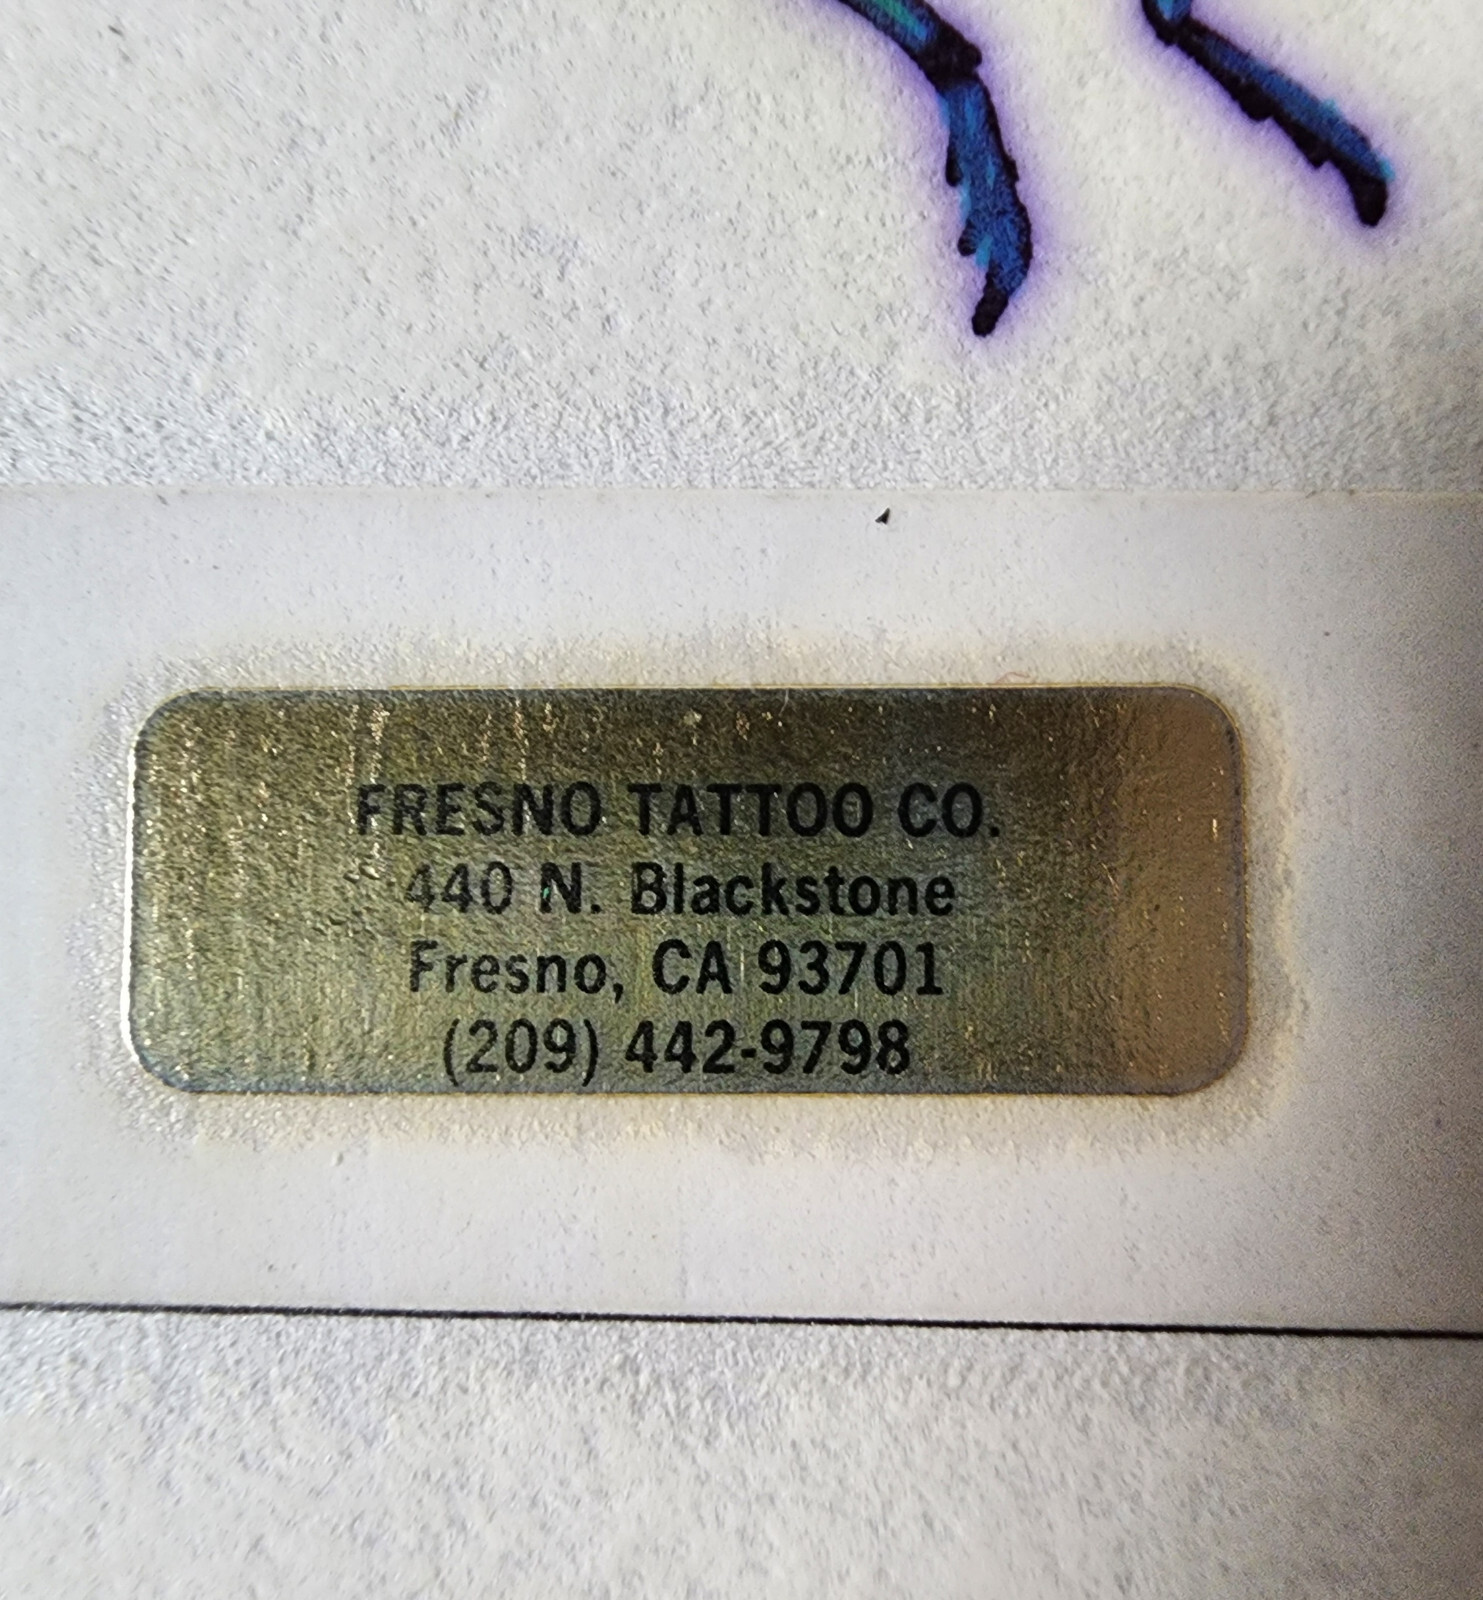 FRESNO TATTOO CO.
440 N. Blackstone
Fresno, CA 93701
(209) 442-9798